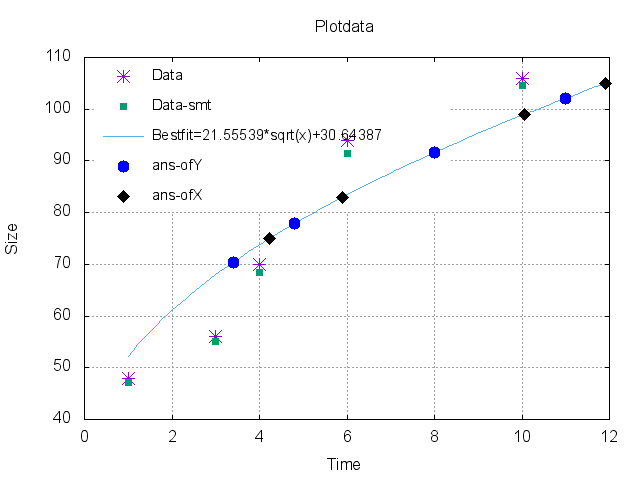 Plotdata
110
100
90
80
70
60
50
40
0 2 4 6 8 10 12
Size
Time
Data
Data-smt
Bestfit=21.55539*sqrt(x)+30.64387
ans-ofY
ans-ofX